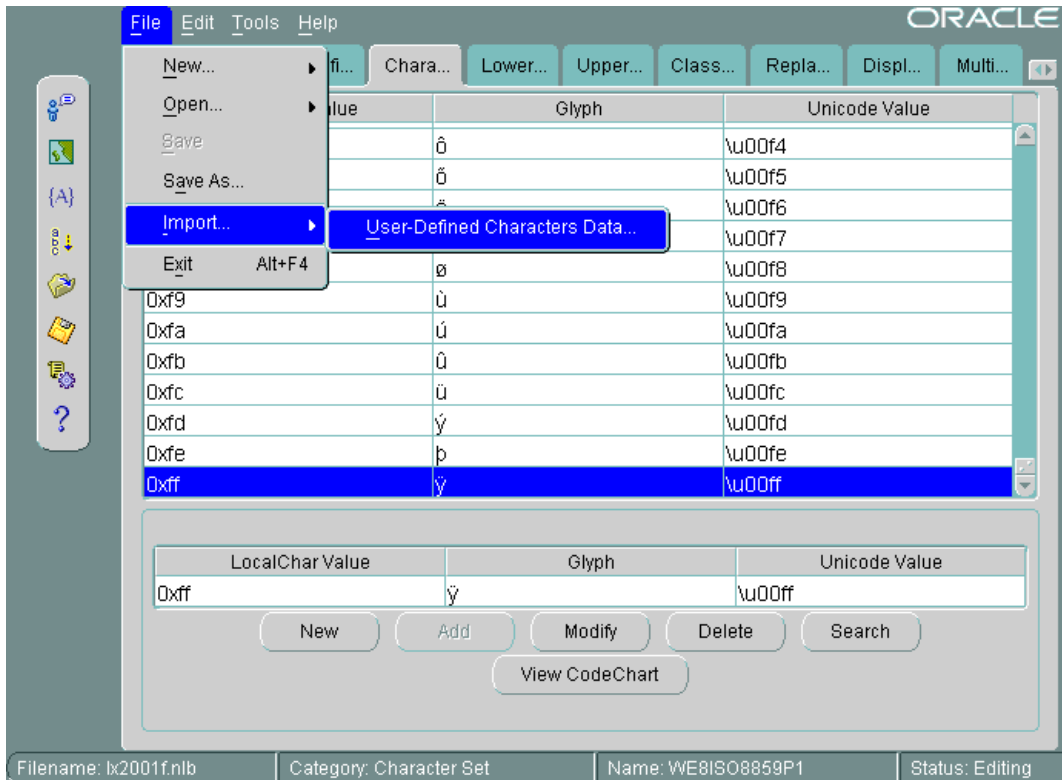 File Edit Tools Help
ORACLE
New...
Open...
Save
Save As...
Import...
User-Defined Characters Data...
Exit Alt+F4
fi... Chara... Lower... Upper... Class... Repla... Displ... Multi...
Glyph Unicode Value
ô \u00f4
õ \u00f5
\u00f6
\u00f7
ø \u00f8
0xf9 ù \u00f9
0xfa ú \u00fa
0xfb û \u00fb
0xfc ü \u00fc
0xfd ý \u00fd
0xfe þ \u00fe
0xff ÿ \u00ff
LocalChar Value Glyph Unicode Value
0xff ÿ \u00ff
New Add Modify Delete Search
View CodeChart
Filename: lx2001f.nlb Category: Character Set Name: WE8ISO8859P1 Status: Editing